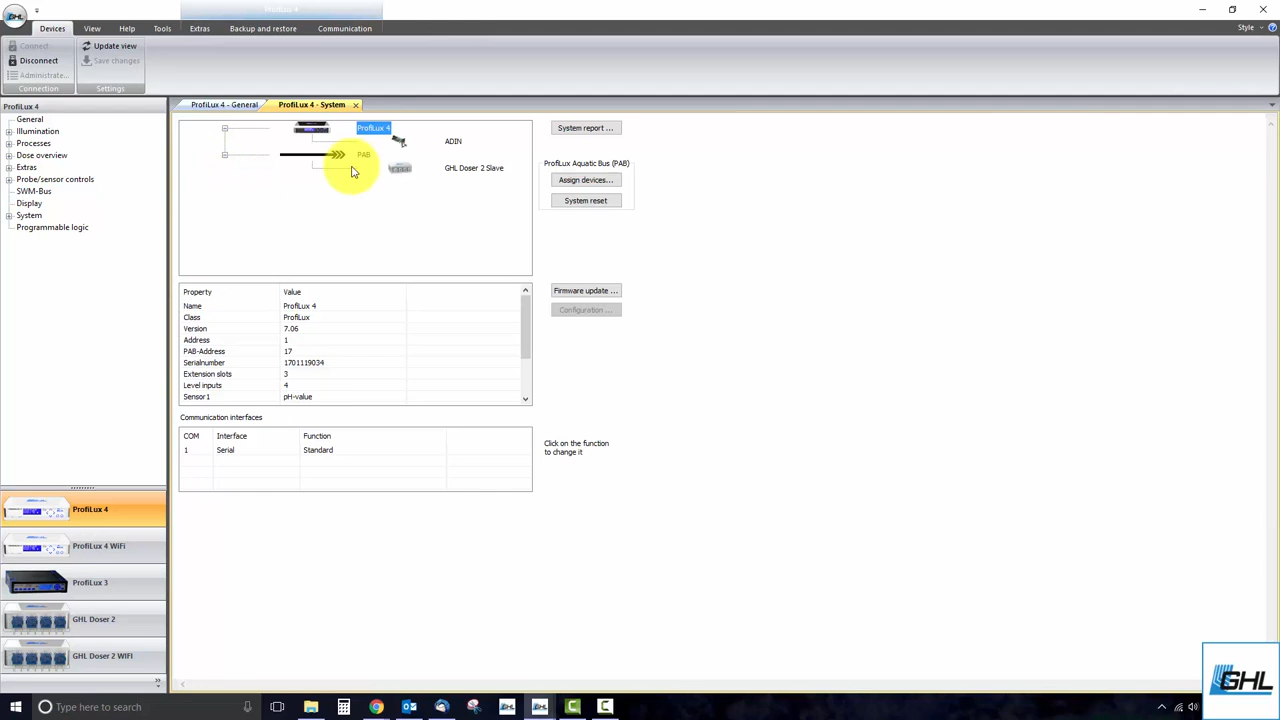 GHL
ProfiLux 4
Devices View Help Tools Extras Backup and restore Communication Style
Connect
Disconnect
Administrate...
Connection
Update view
Save changes
Settings
ProfiLux 4
General
Illumination
Processes
Dose overview
Extras
Probe/sensor controls
SWM-Bus
Display
System
Programmable logic
ProfiLux 4
ProfiLux 4 WiFi
ProfiLux 3
GHL Doser 2
GHL Doser 2 WIFI
ProfiLux 4 - General ProfiLux 4 - System
ProfiLux 4
ADIN
PAB
GHL Doser 2 Slave
System report ...
ProfiLux Aquatic Bus (PAB)
Assign devices...
System reset
Property Value
Name ProfiLux 4
Class ProfiLux
Version 7.06
Address 1
PAB-Address 17
Serialnumber 1701119034
Extension slots 3
Level inputs 4
Sensor1 pH-value
Firmware update ...
Configuration ...
Communication interfaces
COM Interface Function
1 Serial Standard
Click on the function
to change it
Type here to search
GHL